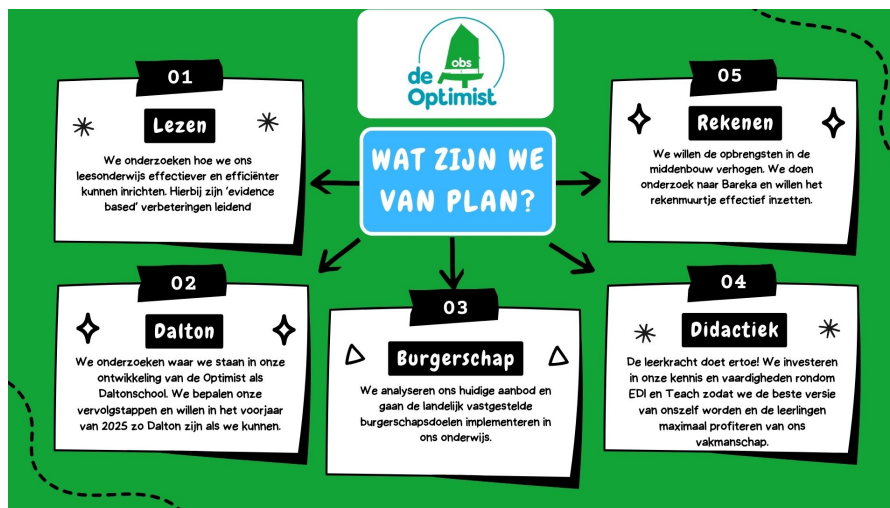 obs
de
Optimist
WAT ZIJN WE
VAN PLAN?
01
Lezen
We onderzoeken hoe we ons
leesonderwijs effectiever en efficiënter
kunnen inrichten. Hierbij zijn ‘evidence
based’ verbeteringen leidend
02
Dalton
We onderzoeken waar we staan in onze
ontwikkeling van de Optimist als
Daltonschool. We bepalen onze
vervolgstappen en willen in het voorjaar
van 2025 zo Dalton zijn als we kunnen.
03
Burgerschap
We analyseren ons huidige aanbod en
gaan de landelijk vastgestelde
burgerschapsdoelen implementeren in
ons onderwijs.
04
Didactiek
De leerkracht doet ertoe! We investeren
in onze kennis en vaardigheden rondom
EDI en Teach zodat we de beste versie
van onszelf worden en de leerlingen
maximaal profiteren van ons
vakmanschap.
05
Rekenen
We willen de opbrengsten in de
middenbouw verhogen. We doen
onderzoek naar Bareka en willen het
rekenmuurtje effectief inzetten.